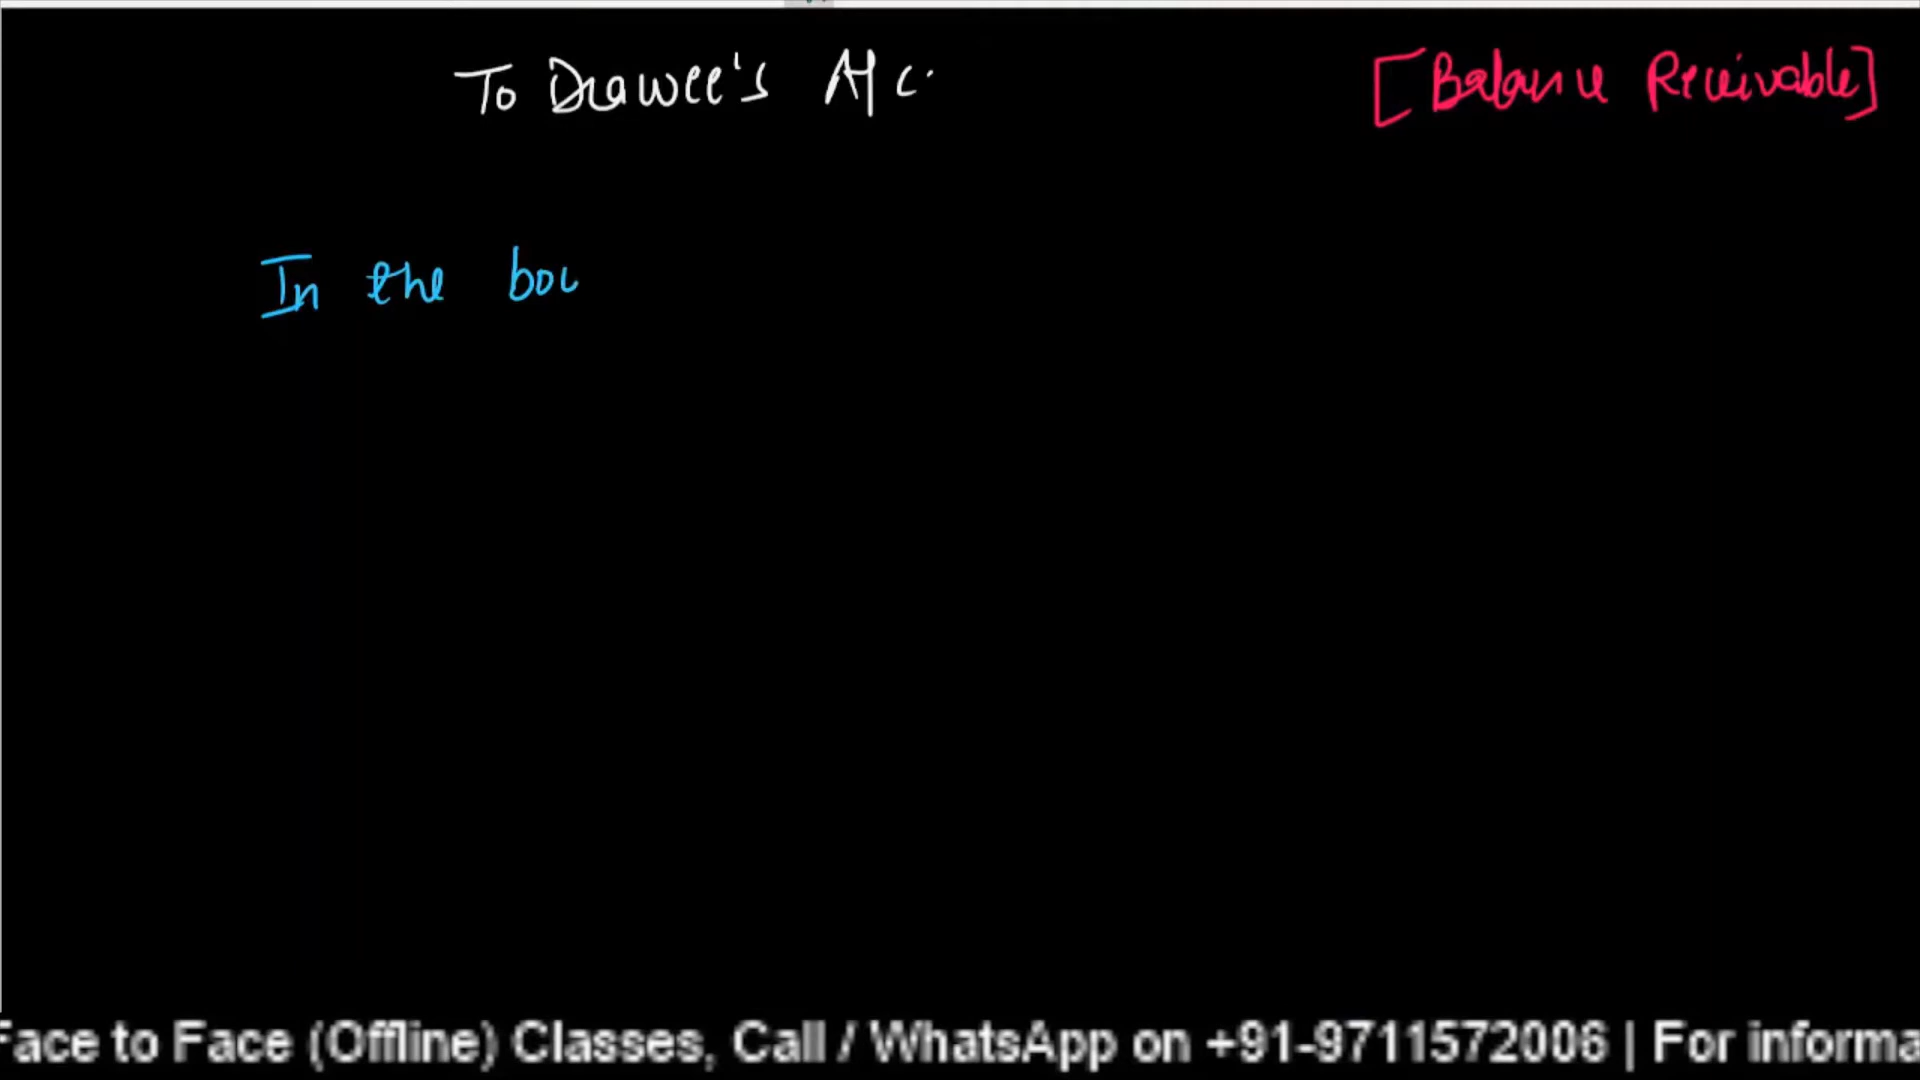 To Drawee's A/c. [Balance Receivable]
In the boo
Face to Face (Offline) Classes, Call / WhatsApp on +91-9711572006 | For informa